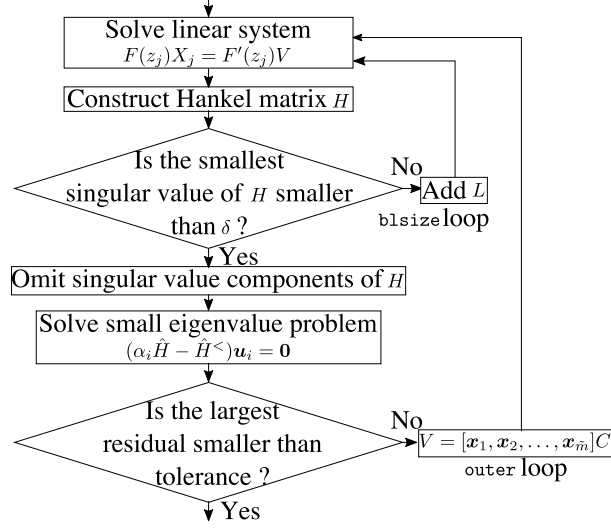 Solve linear system
F(z_j)X_j = F'(z_j)V
Construct Hankel matrix H
Is the smallest
singular value of H smaller
than δ ?
No
Add L
blsize loop
Yes
Omit singular value components of H
Solve small eigenvalue problem
(α_i Ĥ − Ĥ^<)u_i = 0
Is the largest
residual smaller than
tolerance ?
No
V = [x_1, x_2, . . . , x_m̃]C
outer loop
Yes